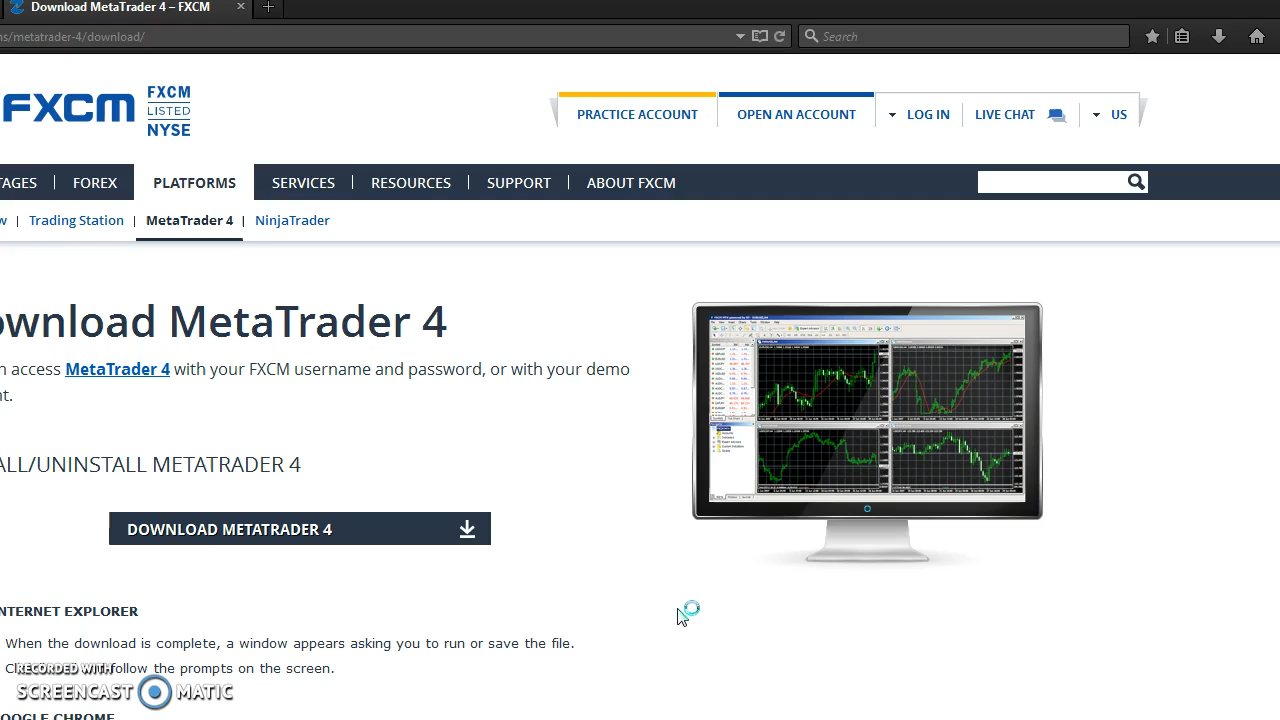 Download MetaTrader 4 – FXCM
ns/metatrader-4/download/
Search
FXCM
FXCM
LISTED
NYSE
PRACTICE ACCOUNT
OPEN AN ACCOUNT
LOG IN
LIVE CHAT
US
TAGES
FOREX
PLATFORMS
SERVICES
RESOURCES
SUPPORT
ABOUT FXCM
w
Trading Station
MetaTrader 4
NinjaTrader
ownload MetaTrader 4
n access MetaTrader 4 with your FXCM username and password, or with your demo
nt.
ALL/UNINSTALL METATRADER 4
DOWNLOAD METATRADER 4
NTERNET EXPLORER
When the download is complete, a window appears asking you to run or save the file.
follow the prompts on the screen.
RECORDED WITH
SCREENCAST MATIC
OOGLE CHROME